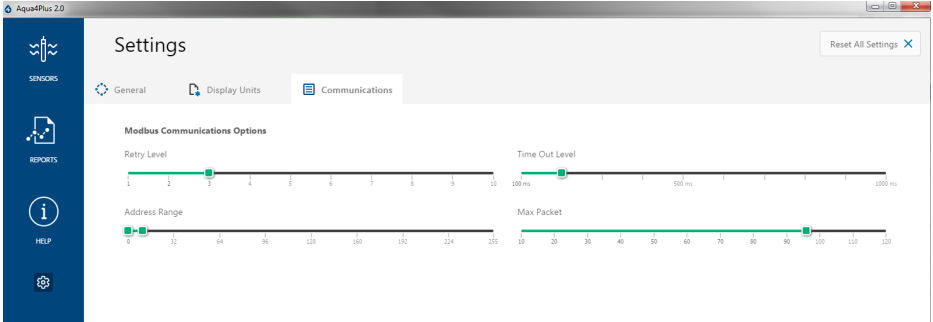 Aqua4Plus 2.0
SENSORS
REPORTS
HELP
Settings
Reset All Settings
General
Display Units
Communications
Modbus Communications Options
Retry Level
1 2 3 4 5 6 7 8 9 10
Time Out Level
100 ms 500 ms 1000 ms
Address Range
0 32 64 96 128 160 192 224 255
Max Packet
10 20 30 40 50 60 70 80 90 100 110 120